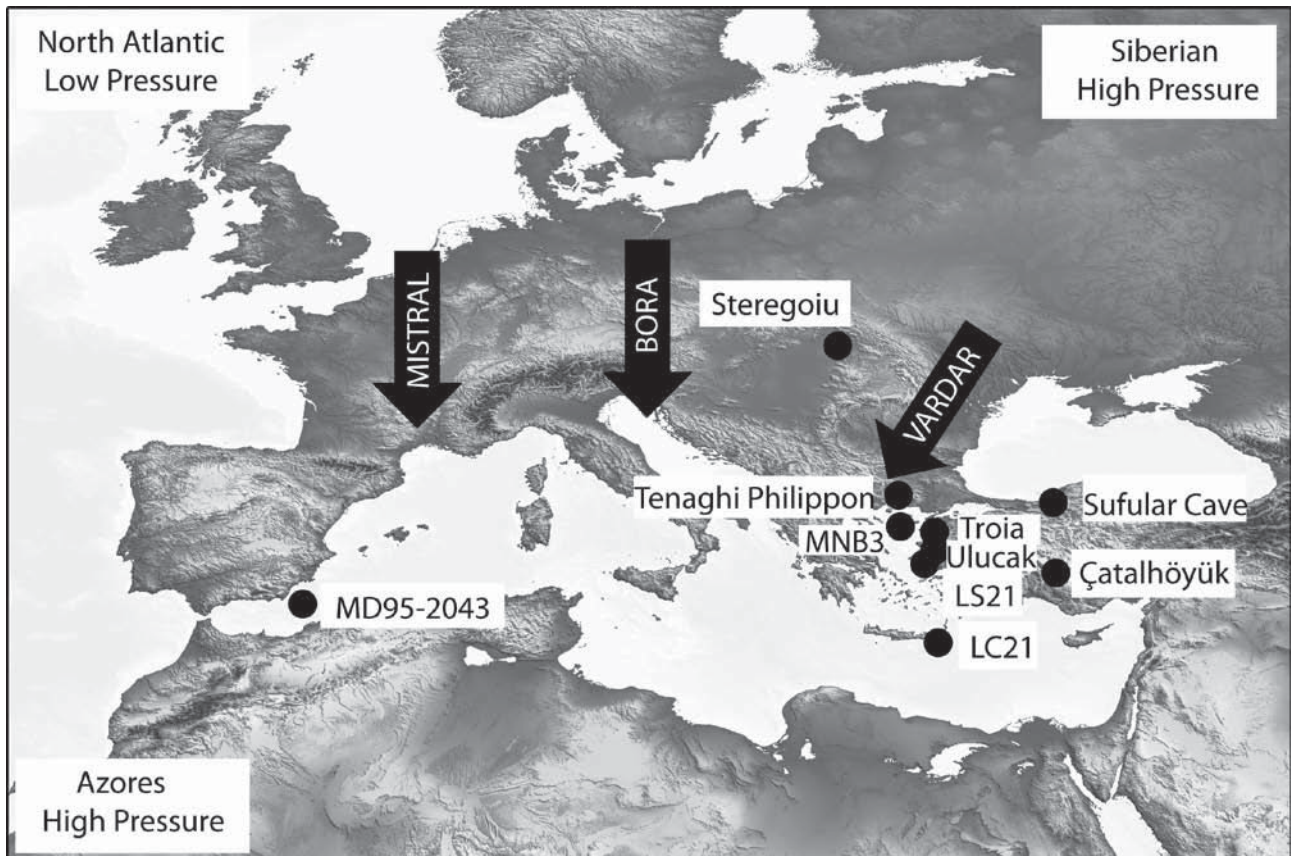 North Atlantic
Low Pressure
Siberian
High Pressure
MISTRAL
BORA
Steregoiu
VARDAR
Tenaghi Philippon
Sufular Cave
MNB3
Troia
Ulucak
Çatalhöyük
LS21
MD95-2043
LC21
Azores
High Pressure